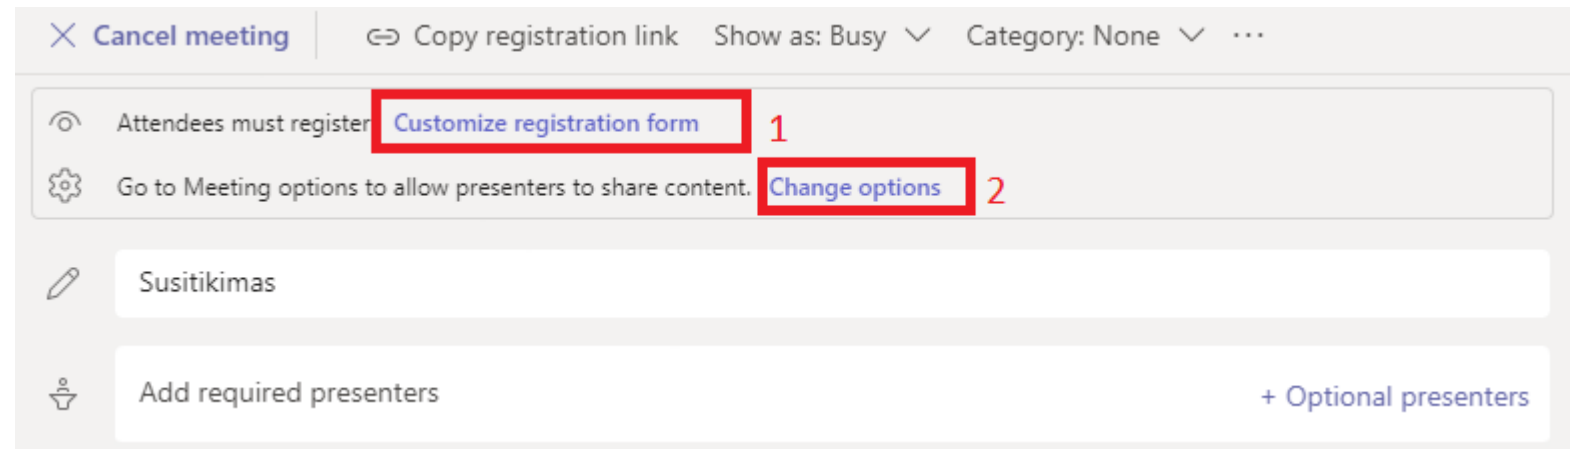 Cancel meeting Copy registration link Show as: Busy Category: None ...
Attendees must register Customize registration form 1
Go to Meeting options to allow presenters to share content. Change options 2
Susitikimas
Add required presenters + Optional presenters